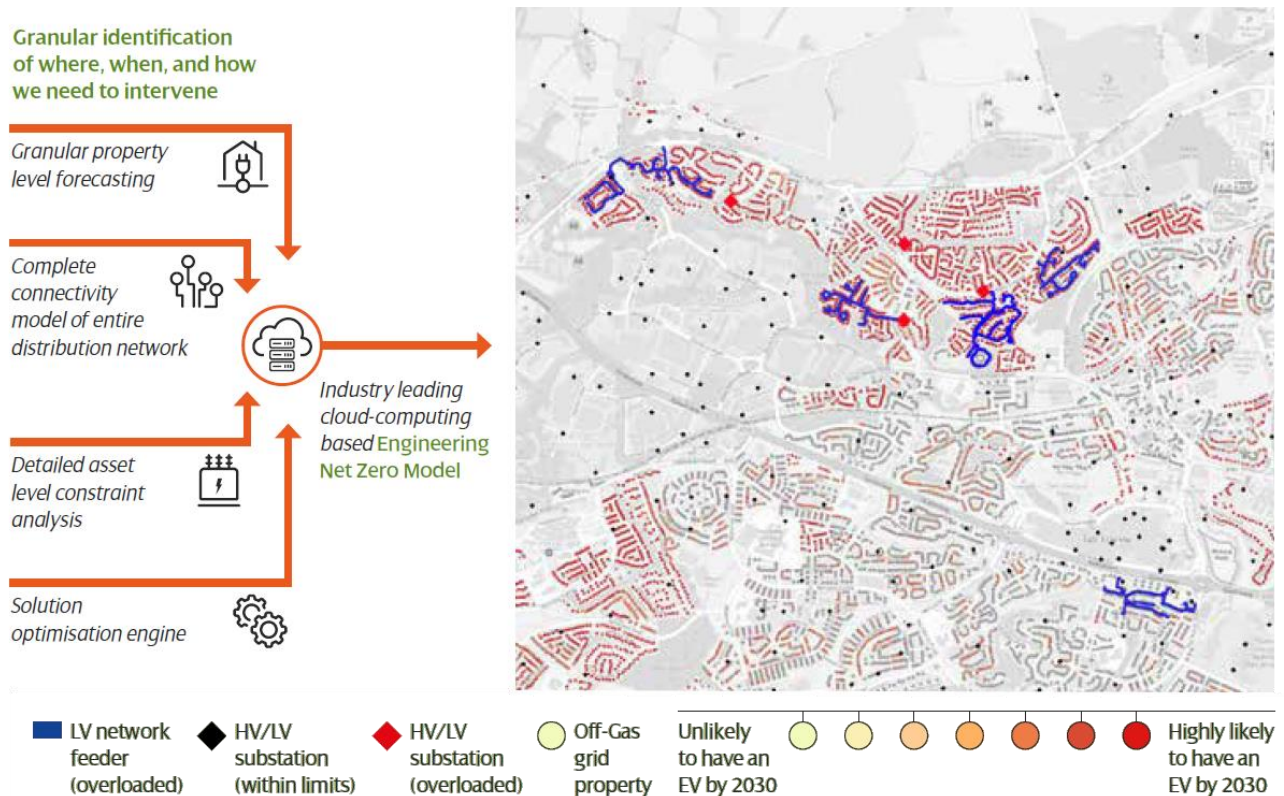 Granular identification
of where, when, and how
we need to intervene
Granular property
level forecasting
Complete
connectivity
model of entire
distribution network
Detailed asset
level constraint
analysis
Solution
optimisation engine
Industry leading
cloud-computing
based Engineering
Net Zero Model
LV network
feeder
(overloaded)
HV/LV
substation
(within limits)
HV/LV
substation
(overloaded)
Off-Gas
grid
property
Unlikely
to have an
EV by 2030
Highly likely
to have an
EV by 2030